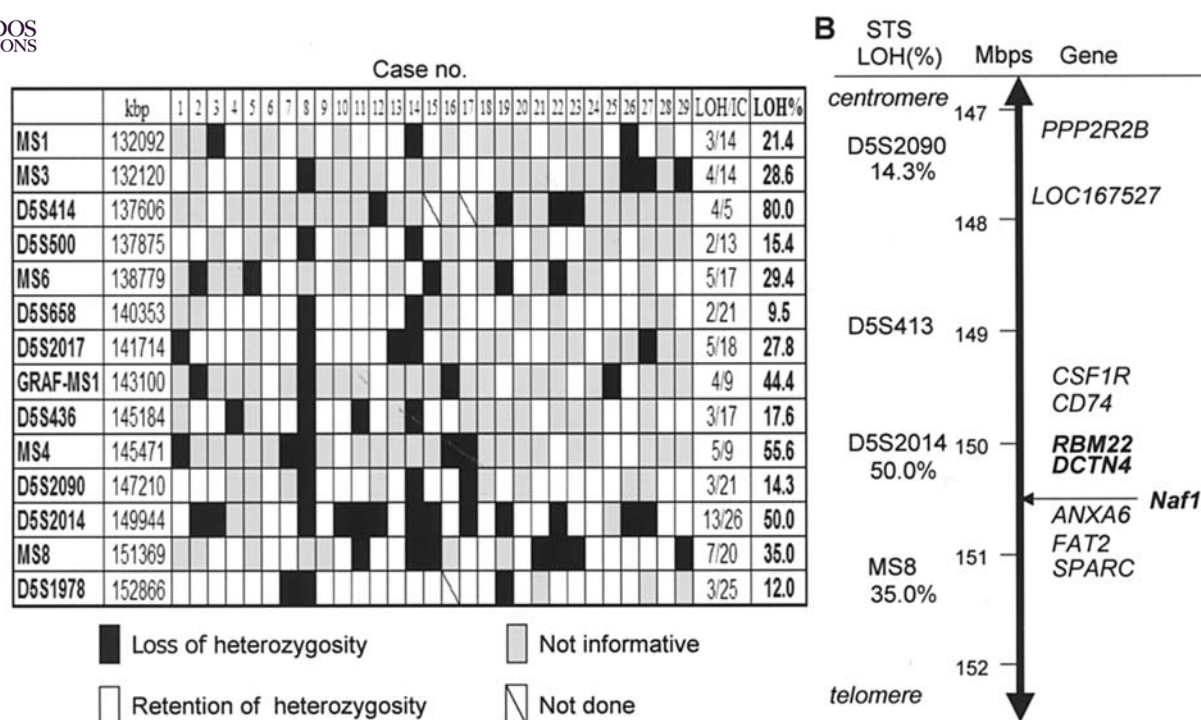 DOS
ONS
Case no.
kbp 1 2 3 4 5 6 7 8 9 10 11 12 13 14 15 16 17 18 19 20 21 22 23 24 25 26 27 28 29 LOH/IC LOH%
MS1 132092 3/14 21.4
MS3 132120 4/14 28.6
D5S414 137606 4/5 80.0
D5S500 137875 2/13 15.4
MS6 138779 5/17 29.4
D5S658 140353 2/21 9.5
D5S2017 141714 5/18 27.8
GRAF-MS1 143100 4/9 44.4
D5S436 145184 3/17 17.6
MS4 145471 5/9 55.6
D5S2090 147210 3/21 14.3
D5S2014 149944 13/26 50.0
MS8 151369 7/20 35.0
D5S1978 152866 3/25 12.0
Loss of heterozygosity
Not informative
Retention of heterozygosity
Not done
B STS
LOH(%) Mbps Gene
centromere
147
PPP2R2B
D5S2090
14.3%
LOC167527
148
D5S413
149
CSF1R
CD74
D5S2014
50.0%
150
RBM22
DCTN4
Naf1
ANXA6
FAT2
SPARC
151
MS8
35.0%
152
telomere